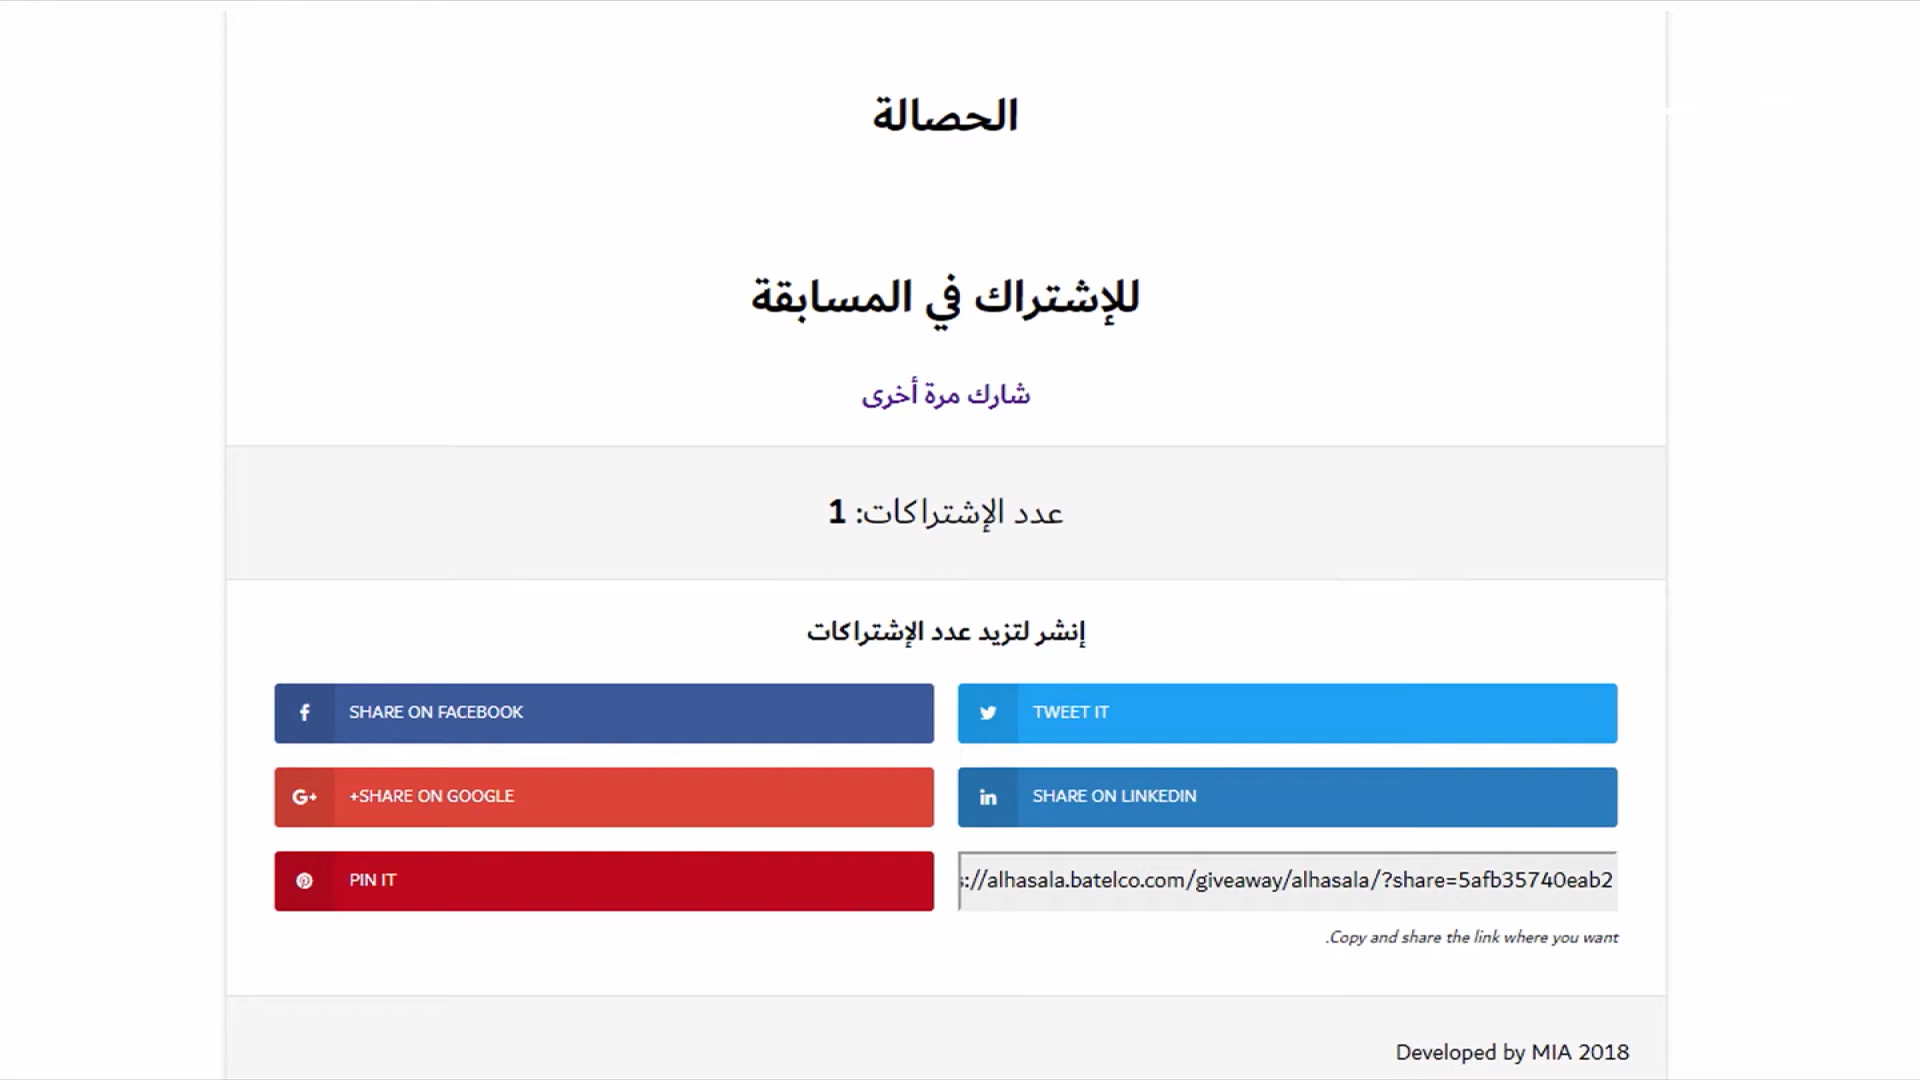 الحصالة
للإشتراك في المسابقة
شارك مرة أخرى
عدد الإشتراكات: 1
إنشر لتزيد عدد الإشتراكات
SHARE ON FACEBOOK
TWEET IT
+SHARE ON GOOGLE
SHARE ON LINKEDIN
PIN IT
://alhasala.batelco.com/giveaway/alhasala/?share=5afb35740eab2
.Copy and share the link where you want
Developed by MIA 2018